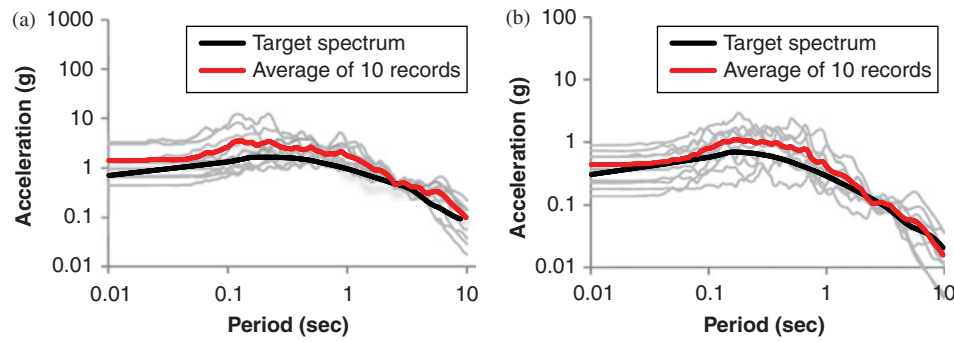 (a)
Acceleration (g)
1000
100
10
1
0.1
0.01
Target spectrum
Average of 10 records
0.01
0.1
1
10
Period (sec)
(b)
Acceleration (g)
100
10
1
0.1
0.01
Target spectrum
Average of 10 records
0.01
0.1
1
10
Period (sec)